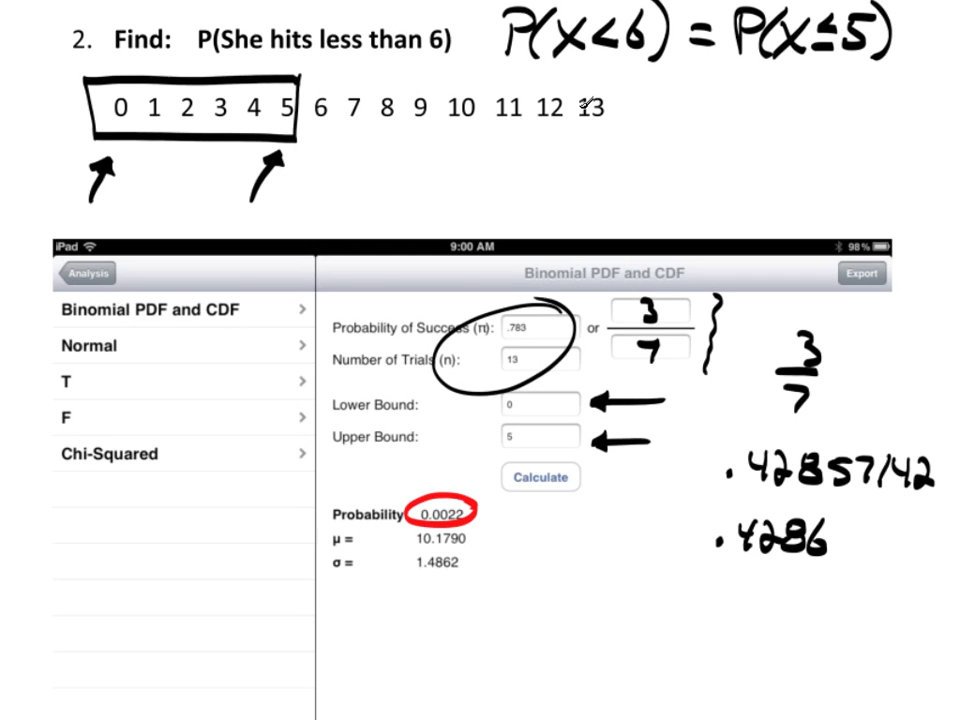 2. Find: P(She hits less than 6) P(X<6) = P(X≤5)
0 1 2 3 4 5 6 7 8 9 10 11 12 13
iPad 9:00 AM 98%
Analysis Binomial PDF and CDF Export
Binomial PDF and CDF
Normal
T
F
Chi-Squared
Probability of Success (π): .783 or 3/7
Number of Trials (n): 13
Lower Bound: 0
Upper Bound: 5
Calculate
Probability 0.0022
μ = 10.1790
σ = 1.4862
3/7
.42857142
.4286